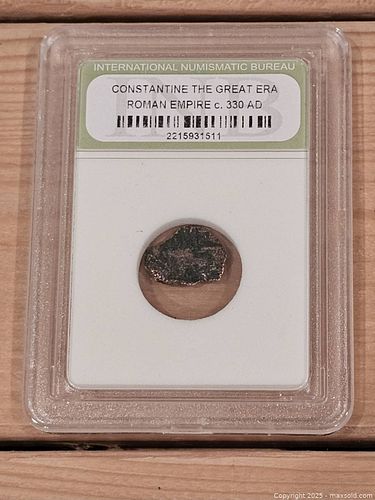 INTERNATIONAL NUMISMATIC BUREAU
CONSTANTINE THE GREAT ERA
ROMAN EMPIRE c. 330 AD
2215931511
Copyright 2025 - maxsold.com